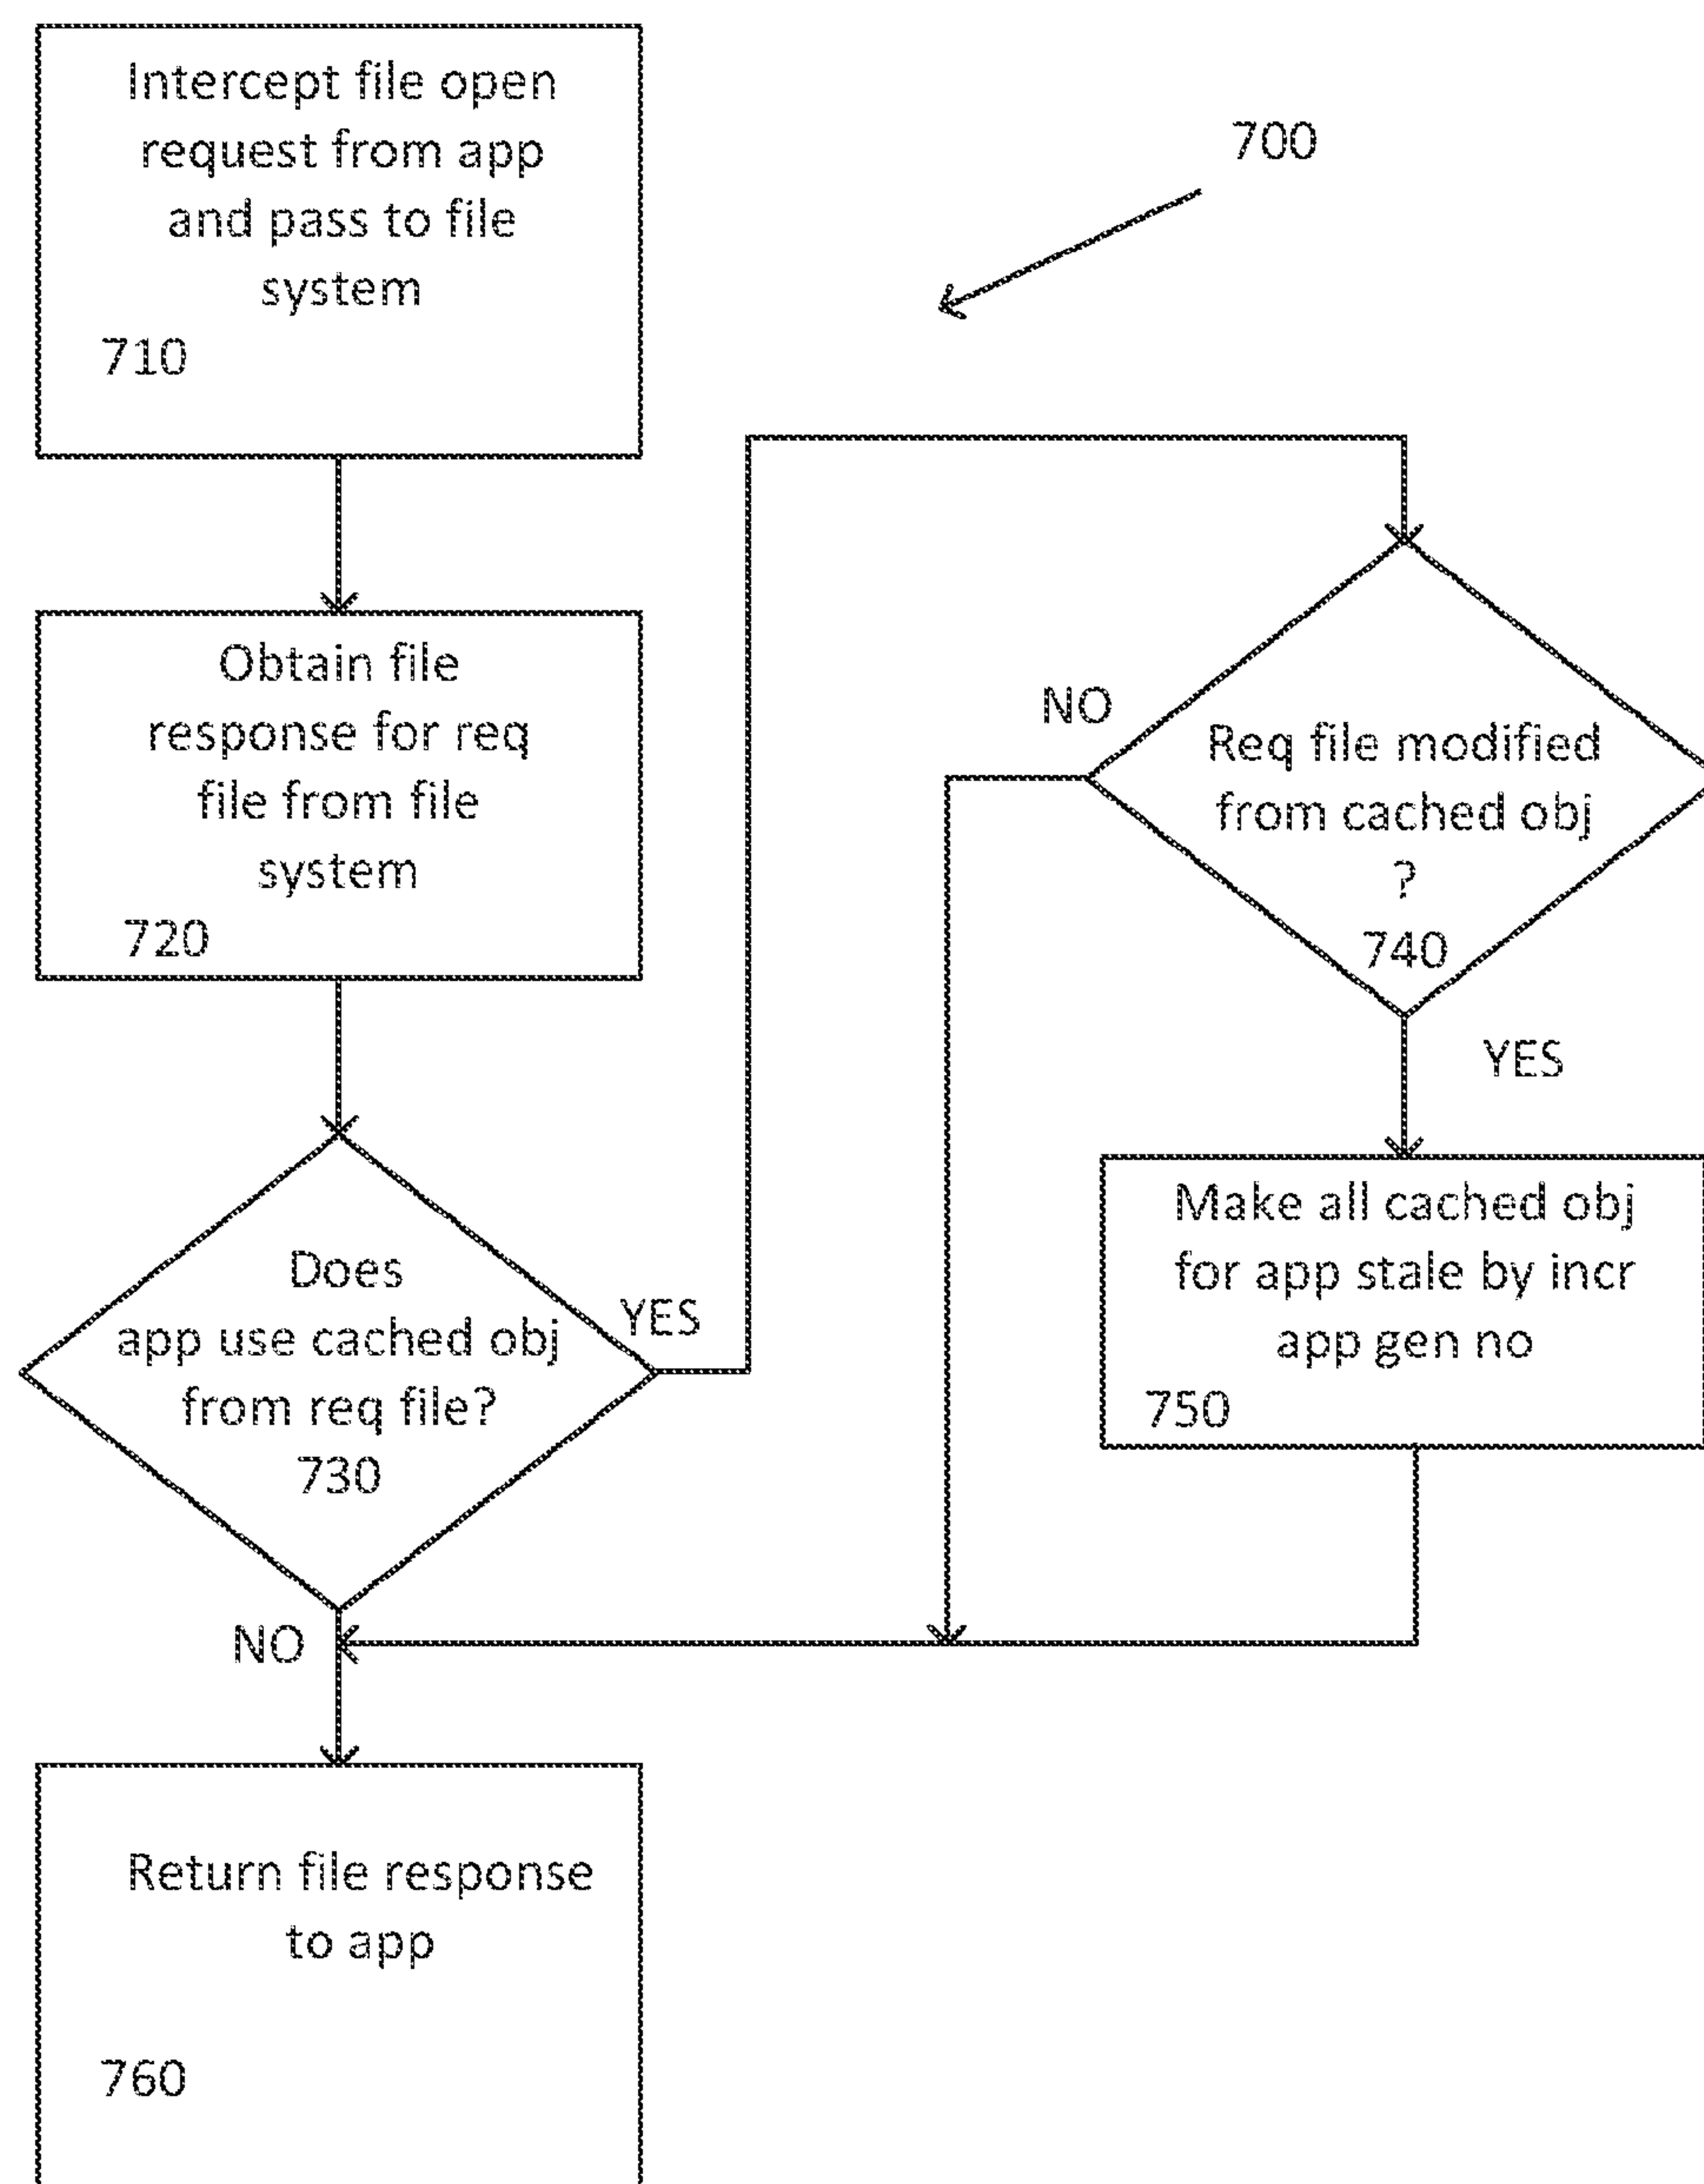 Intercept file open
request from app
and pass to file
system
710
700
Obtain file
response for req
file from file
system
720
Does
app use cached obj
from req file?
730
YES
NO
Req file modified
from cached obj
?
740
NO
YES
Make all cached obj
for app stale by incr
app gen no
750
Return file response
to app
760